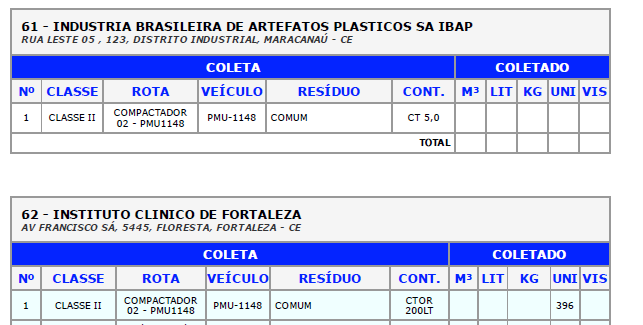 61 - INDUSTRIA BRASILEIRA DE ARTEFATOS PLASTICOS SA IBAP
RUA LESTE 05 , 123, DISTRITO INDUSTRIAL, MARACANAÚ - CE
COLETA COLETADO
Nº CLASSE ROTA VEÍCULO RESÍDUO CONT. M³ LIT KG UNI VIS
1 CLASSE II COMPACTADOR 02 - PMU1148 PMU-1148 COMUM CT 5,0
TOTAL
62 - INSTITUTO CLINICO DE FORTALEZA
AV FRANCISCO SÁ, 5445, FLORESTA, FORTALEZA - CE
COLETA COLETADO
Nº CLASSE ROTA VEÍCULO RESÍDUO CONT. M³ LIT KG UNI VIS
1 CLASSE II COMPACTADOR 02 - PMU1148 PMU-1148 COMUM CTOR 200LT 396